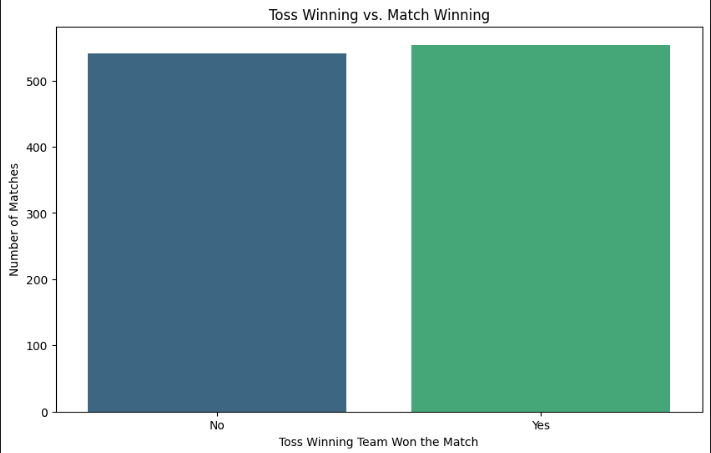 Toss Winning vs. Match Winning
Number of Matches
500
400
300
200
100
0
No
Yes
Toss Winning Team Won the Match